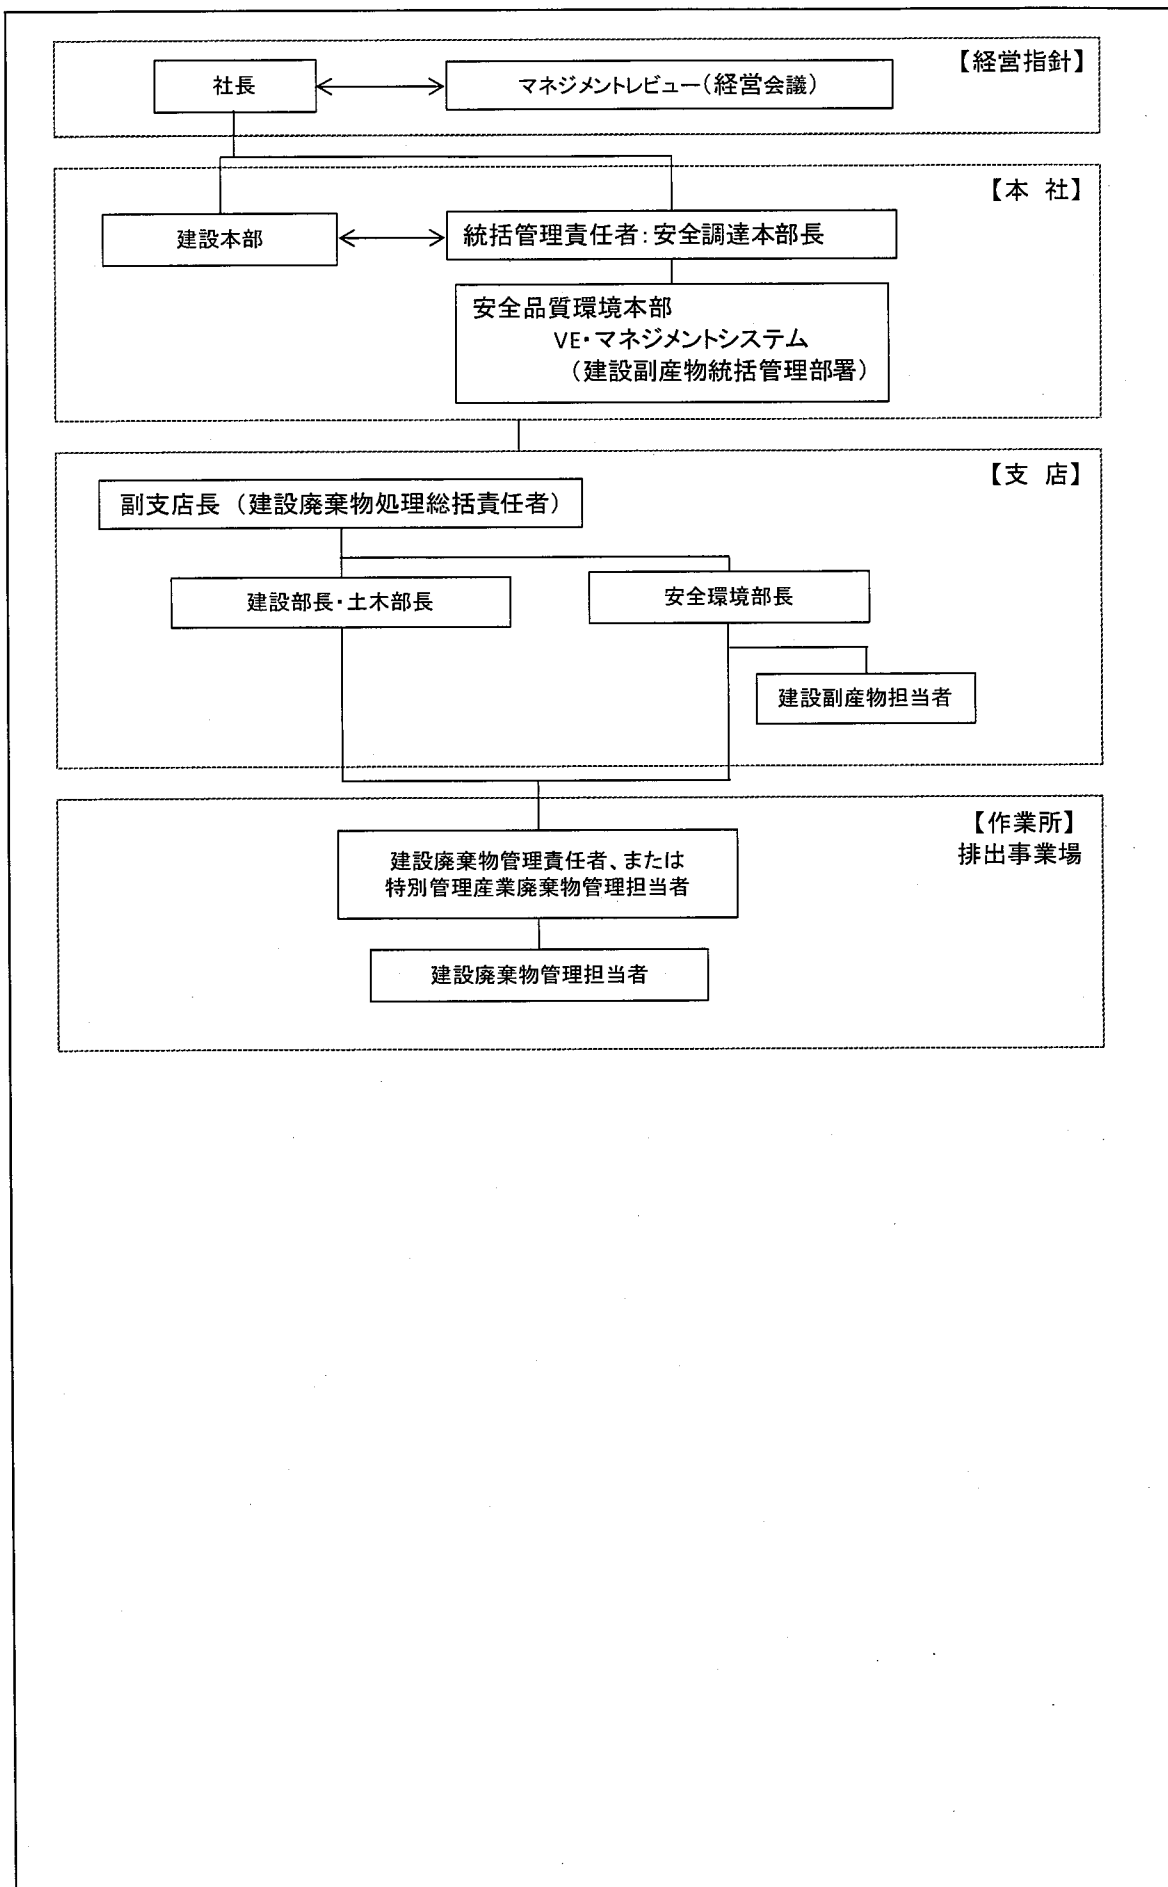 【経営指針】
社長
マネジメントレビュー(経営会議)
【本 社】
建設本部
統括管理責任者:安全調達本部長
安全品質環境本部
VE・マネジメントシステム
(建設副産物統括管理部署)
【支 店】
副支店長 (建設廃棄物処理総括責任者)
建設部長・土木部長
安全環境部長
建設副産物担当者
【作業所】
排出事業場
建設廃棄物管理責任者、または
特別管理産業廃棄物管理担当者
建設廃棄物管理担当者